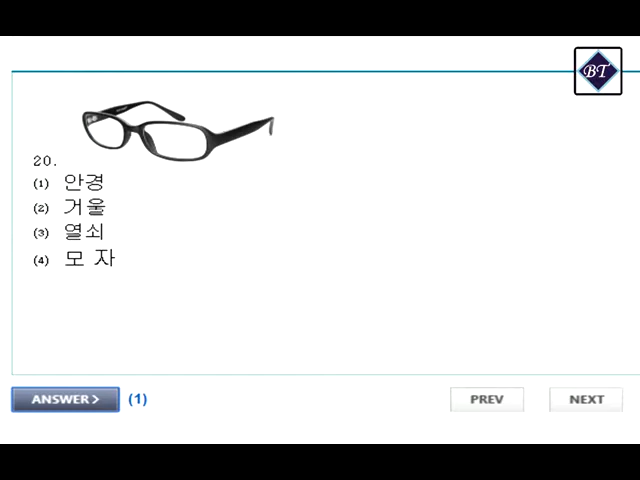 BT
20.
(1) 안경
(2) 거울
(3) 열쇠
(4) 모 자
ANSWER > (1)
PREV NEXT